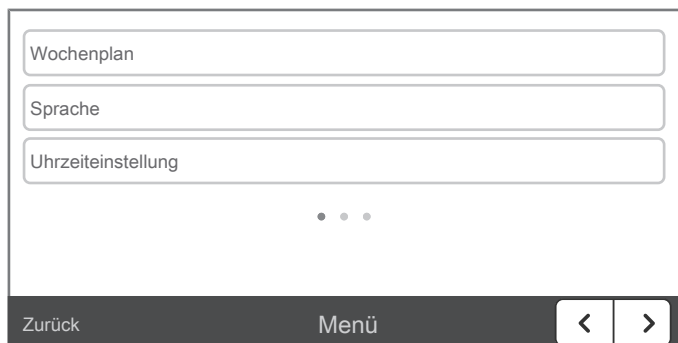 Wochenplan
Sprache
Uhrzeiteinstellung
Zurück Menü